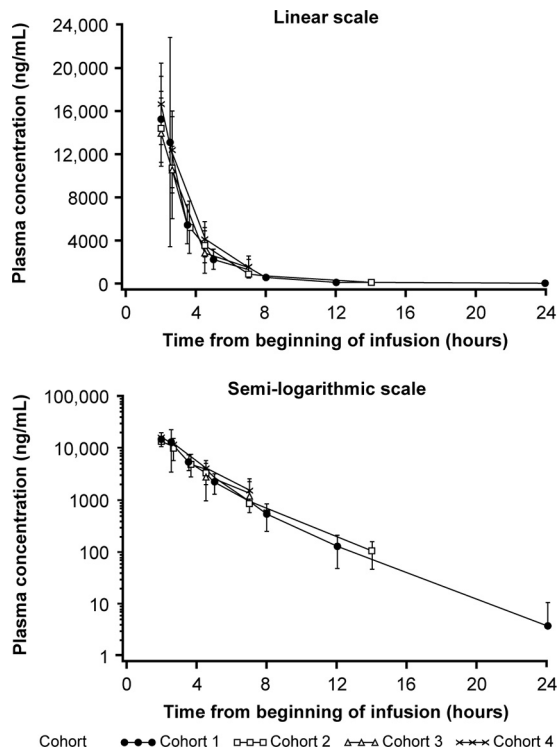 Linear scale
Plasma concentration (ng/mL)
24,000
20,000
16,000
12,000
8000
4000
0
0 4 8 12 16 20 24
Time from beginning of infusion (hours)
Semi-logarithmic scale
Plasma concentration (ng/mL)
100,000
10,000
1000
100
10
1
0 4 8 12 16 20 24
Time from beginning of infusion (hours)
Cohort Cohort 1 Cohort 2 Cohort 3 Cohort 4